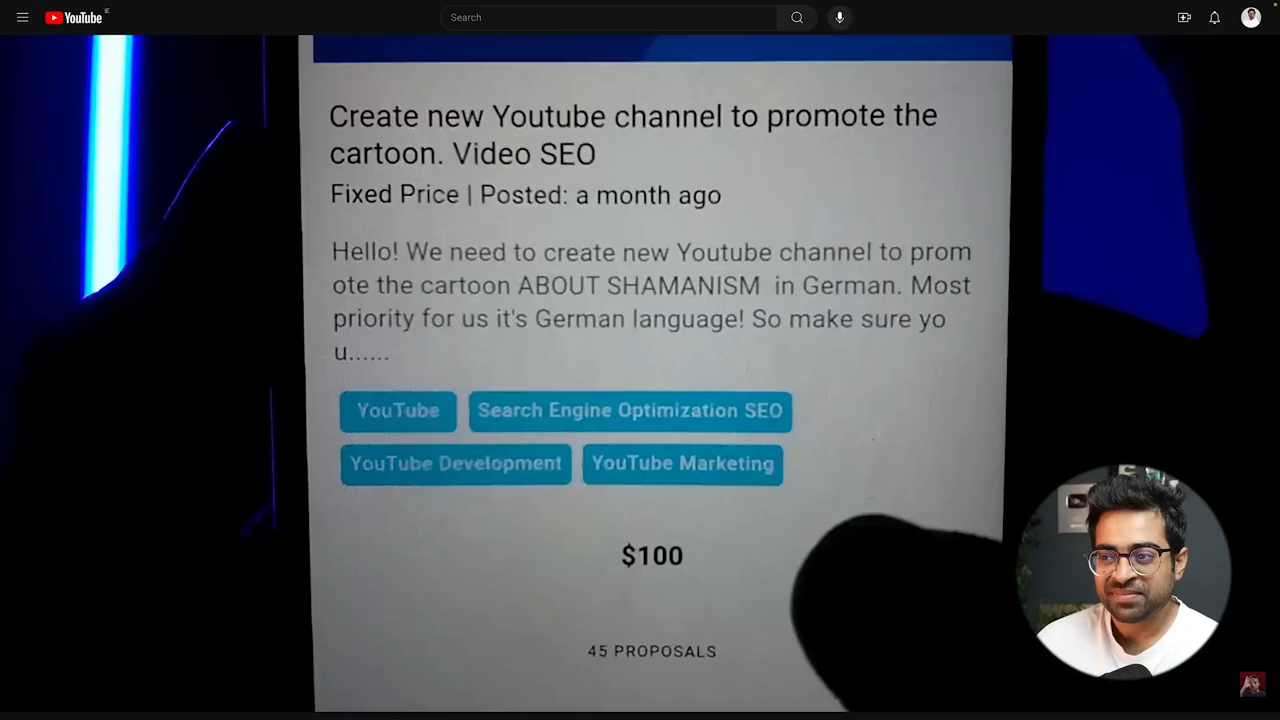 YouTube IE
Search
Create new Youtube channel to promote the
cartoon. Video SEO
Fixed Price | Posted: a month ago
Hello! We need to create new Youtube channel to prom
ote the cartoon ABOUT SHAMANISM in German. Most
priority for us it's German language! So make sure yo
u......
YouTube
Search Engine Optimization SEO
YouTube Development
YouTube Marketing
$100
45 PROPOSALS